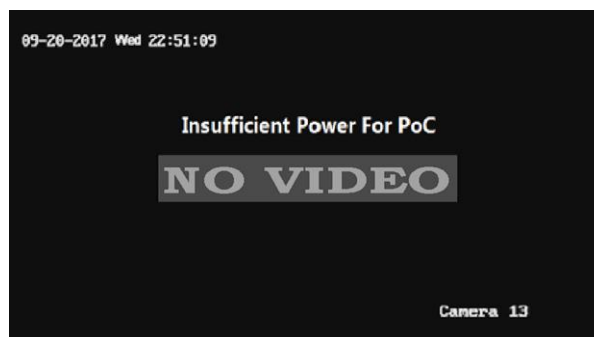 09-20-2017 Wed 22:51:09
Insufficient Power For PoC
NO VIDEO
Camera 13